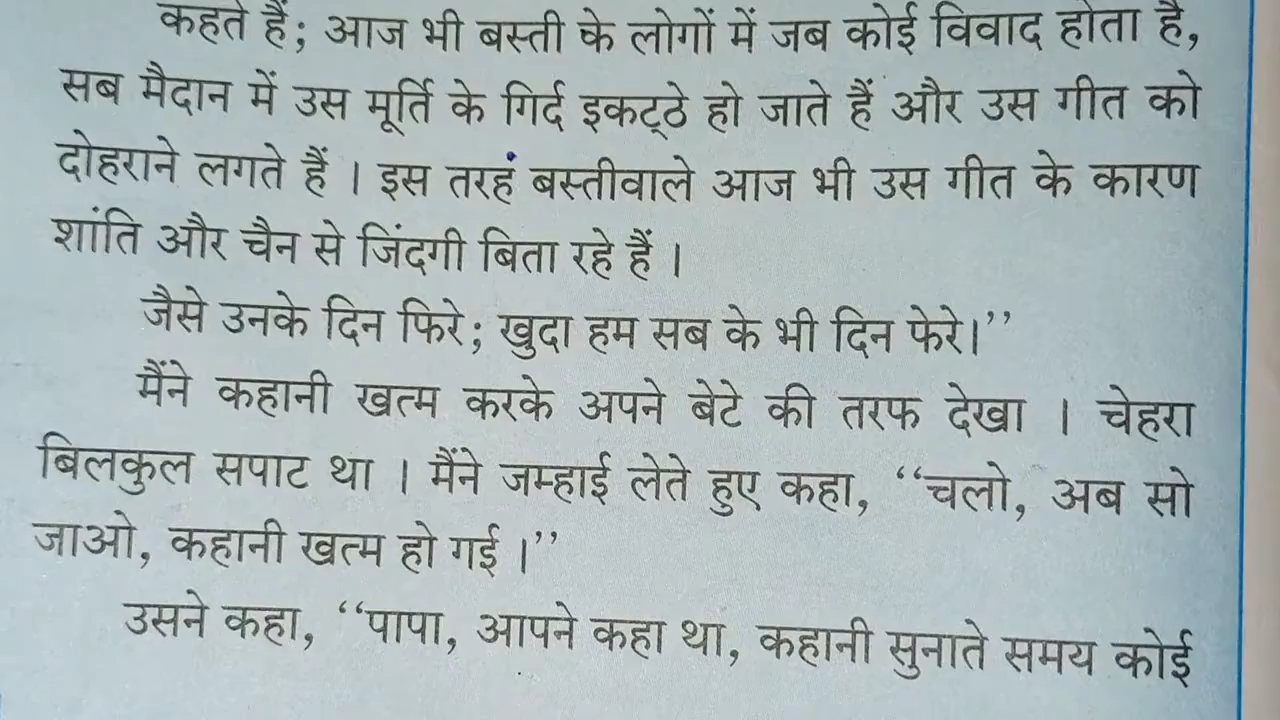 कहते हैं; आज भी बस्ती के लोगों में जब कोई विवाद होता है,
सब मैदान में उस मूर्ति के गिर्द इकट्ठे हो जाते हैं और उस गीत को
दोहराने लगते हैं । इस तरह बस्तीवाले आज भी उस गीत के कारण
शांति और चैन से जिंदगी बिता रहे हैं ।
जैसे उनके दिन फिरे; खुदा हम सब के भी दिन फेरे।’’
मैंने कहानी खत्म करके अपने बेटे की तरफ देखा । चेहरा
बिलकुल सपाट था । मैंने जम्हाई लेते हुए कहा, ‘‘चलो, अब सो
जाओ, कहानी खत्म हो गई ।’’
उसने कहा, ‘‘पापा, आपने कहा था, कहानी सुनाते समय कोई